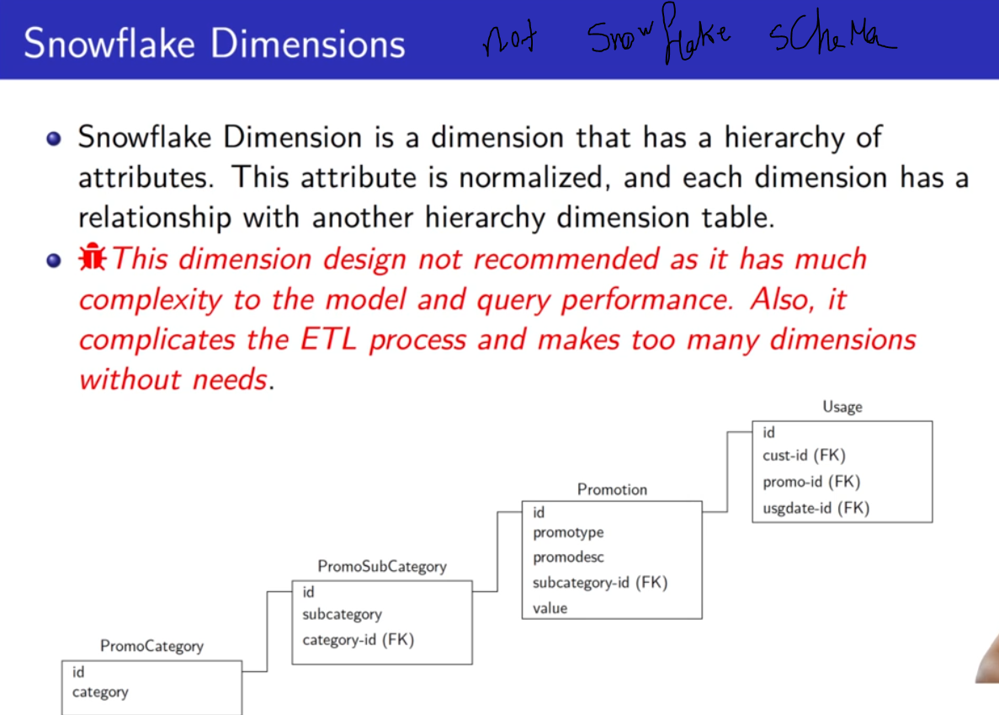 Snowflake Dimensions not Snowflake scheMa
Snowflake Dimension is a dimension that has a hierarchy of
attributes. This attribute is normalized, and each dimension has a
relationship with another hierarchy dimension table.
This dimension design not recommended as it has much
complexity to the model and query performance. Also, it
complicates the ETL process and makes too many dimensions
without needs.
Usage
id
cust-id (FK)
promo-id (FK)
usgdate-id (FK)
Promotion
id
promotype
promodesc
subcategory-id (FK)
value
PromoSubCategory
id
subcategory
category-id (FK)
PromoCategory
id
category